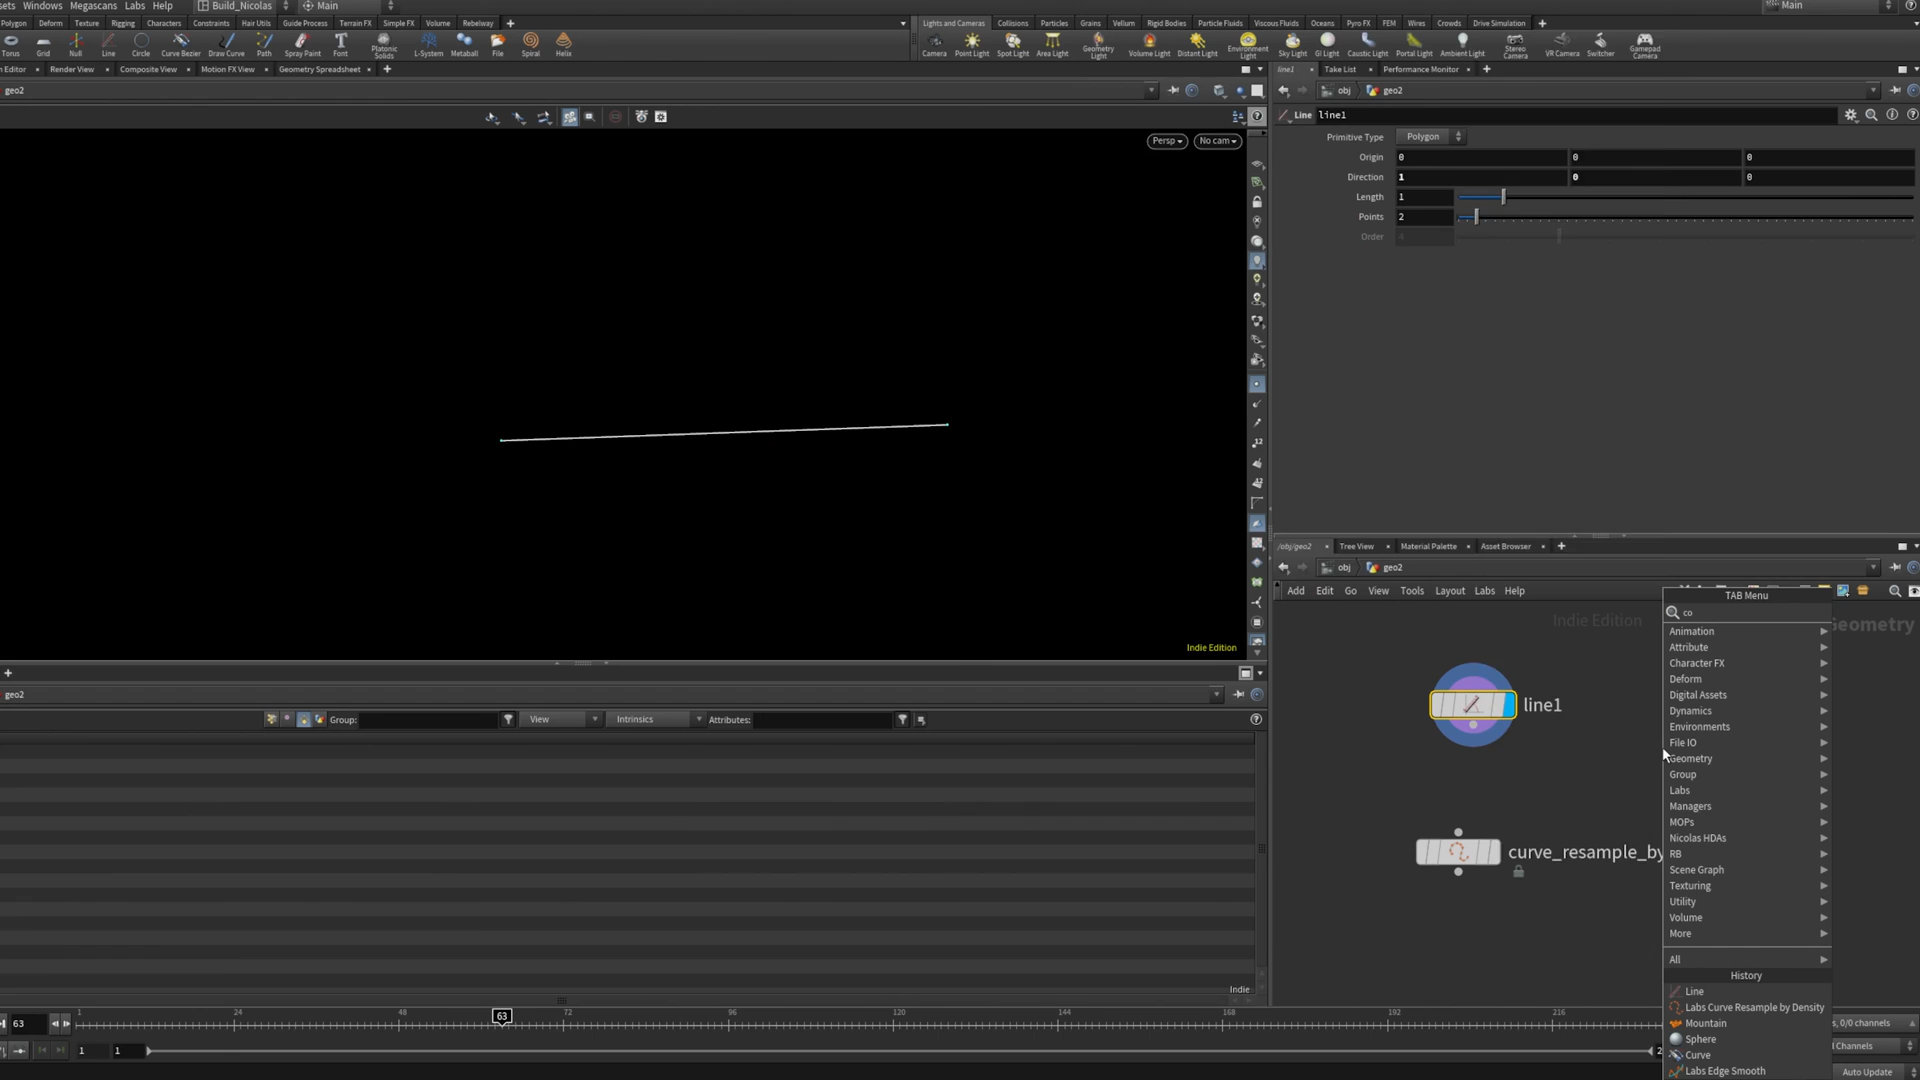 sets Windows Megascans Labs Help Build_Nicolas Main Main
Polygon Deform Texture Rigging Characters Constraints Hair Utils Guide Process Terrain FX Simple FX Volume Rebelway
Lights and Cameras Collisions Particles Grains Vellum Rigid Bodies Particle Fluids Viscous Fluids Oceans Pyro FX FEM Wires Crowds Drive Simulation
Torus Grid Null Line Circle Curve Bezier Draw Curve Path Spray Paint Font Platonic Solids L-System Metaball File Spiral Helix
Camera Point Light Spot Light Area Light Geometry Light Volume Light Distant Light Environment Light Sky Light GI Light Caustic Light Portal Light Ambient Light Stereo Camera VR Camera Switcher Gamepad Camera
n Editor Render View Composite View Motion FX View Geometry Spreadsheet
line1 Take List Performance Monitor
geo2
obj geo2
Line line1
Persp No cam
Primitive Type Polygon
Origin 0 0 0
Direction 1 0 0
Length 1
Points 2
Order 4
Indie Edition
/obj/geo2 Tree View Material Palette Asset Browser
obj geo2
Add Edit Go View Tools Layout Labs Help
Indie Edition
Geometry
line1
curve_resample_by
TAB Menu
co
Animation
Attribute
Character FX
Deform
Digital Assets
Dynamics
Environments
File IO
Geometry
Group
Labs
Managers
MOPs
Nicolas HDAs
RB
Scene Graph
Texturing
Utility
Volume
More
All
History
Line
Labs Curve Resample by Density
Mountain
Sphere
Curve
Labs Edge Smooth
geo2
Group: View Intrinsics Attributes:
Indie
63 1 24 48 63 72 96 120 144 168 192 216
1 1 2
s, 0/0 channels
Channels
Auto Update